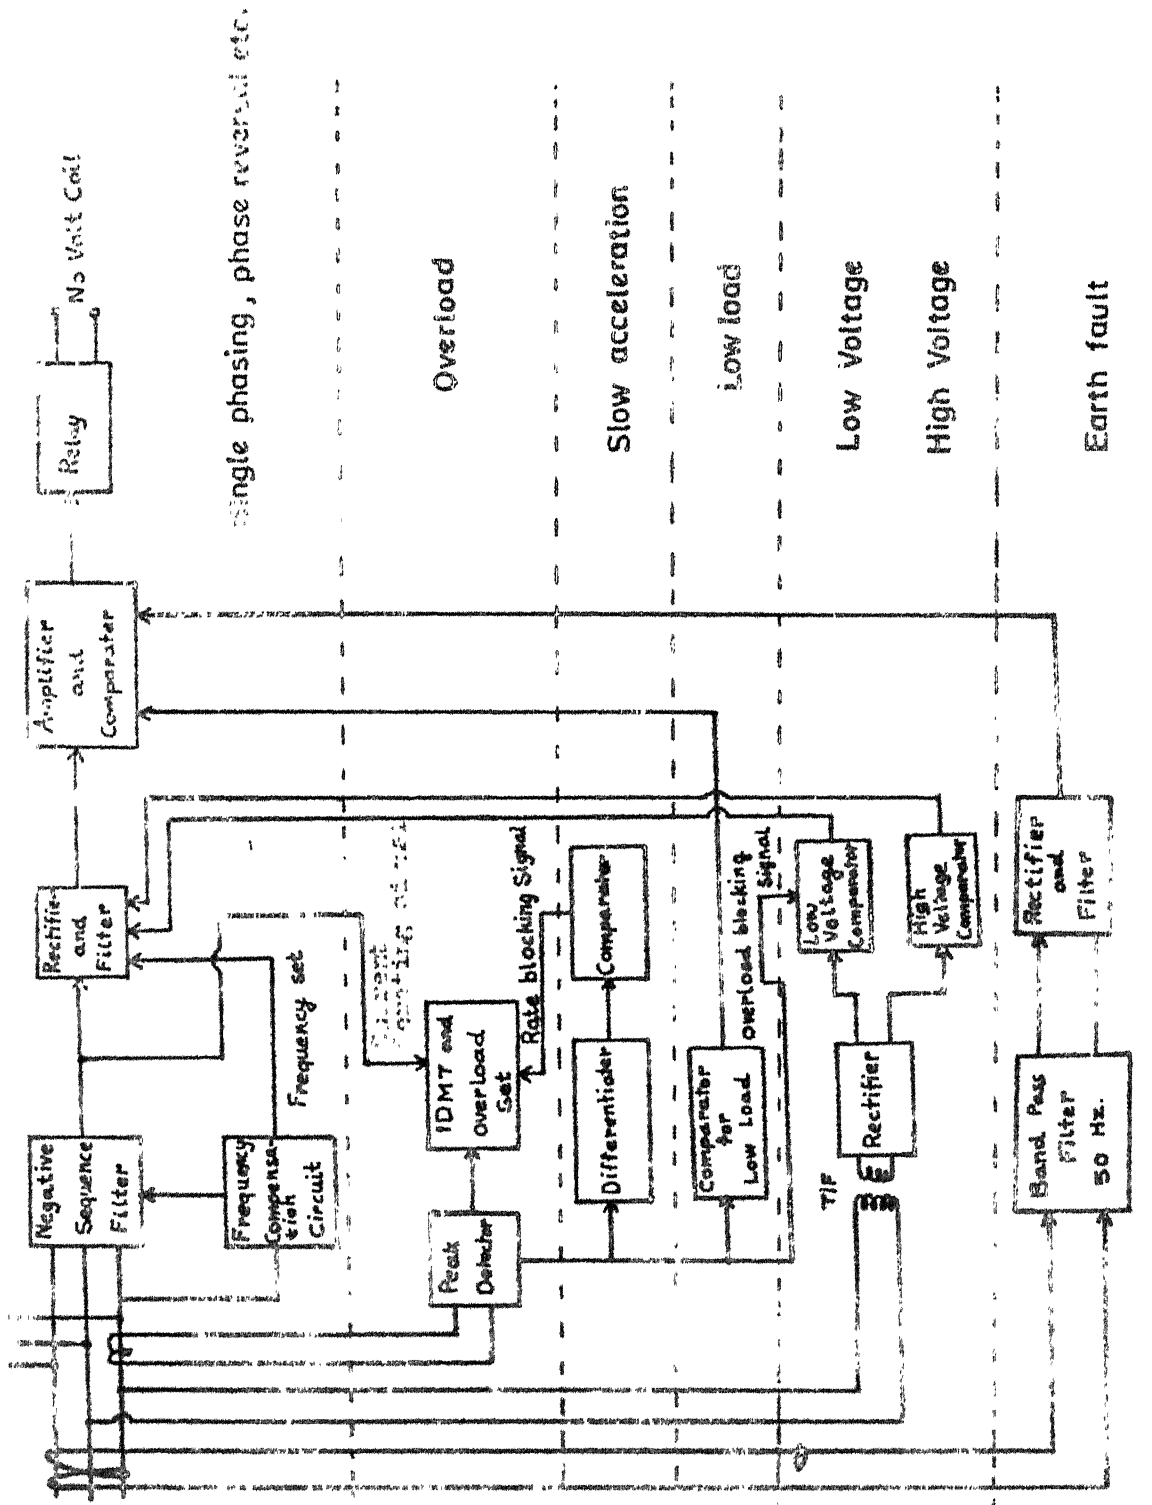 Negative
Sequence
Filter
Rectifier
and
Filter
Amplifier
and
Comparator
Relay
No Volt Coil
Frequency
Compensa-
tion
Circuit
Frequency set
Single phasing, phase reversal etc.
Peak
Detector
IDMT and
Overload
Set
Rate blocking Signal
Overload
Differentiater
Comparator
Slow acceleration
Comparator
for
Low Load
Overload blocking
Signal
Low load
T/F
Rectifier
Low
Voltage
Comparator
High
Voltage
Comparator
Low Voltage
High Voltage
Band Pass
Filter
50 Hz.
Rectifier
and
Filter
Earth fault